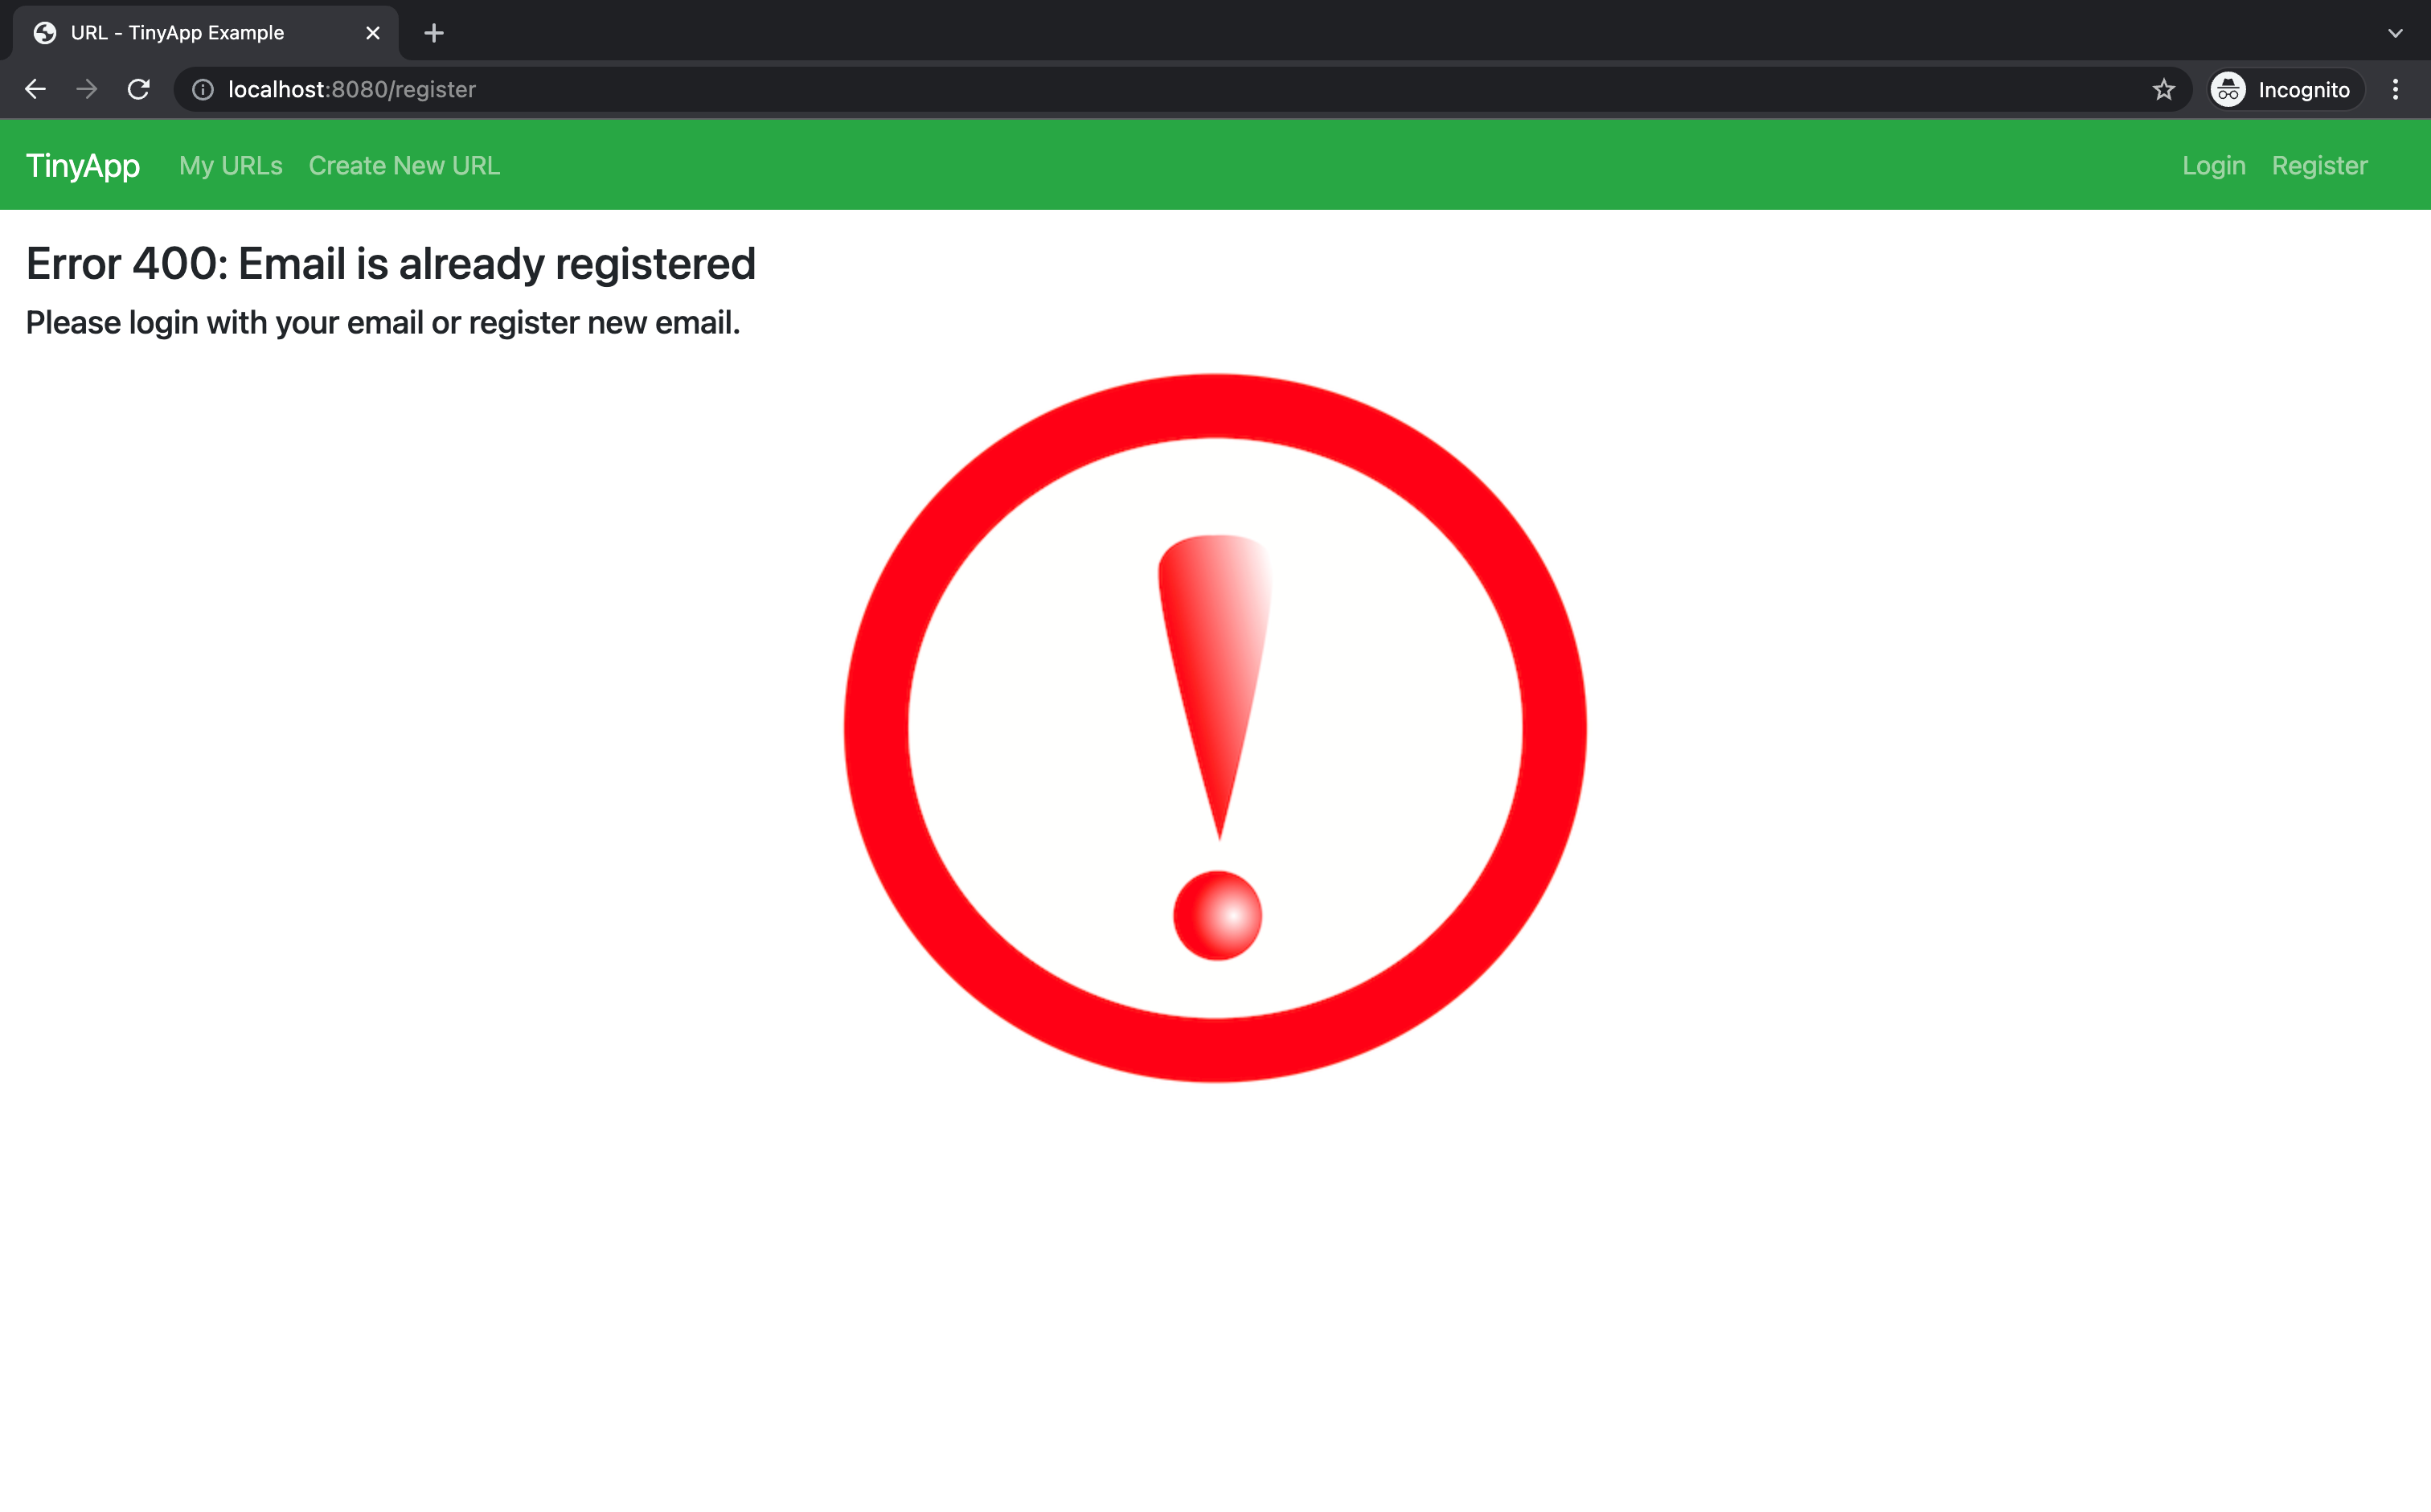 URL - TinyApp Example
localhost:8080/register
Incognito
TinyApp My URLs Create New URL Login Register
Error 400: Email is already registered
Please login with your email or register new email.